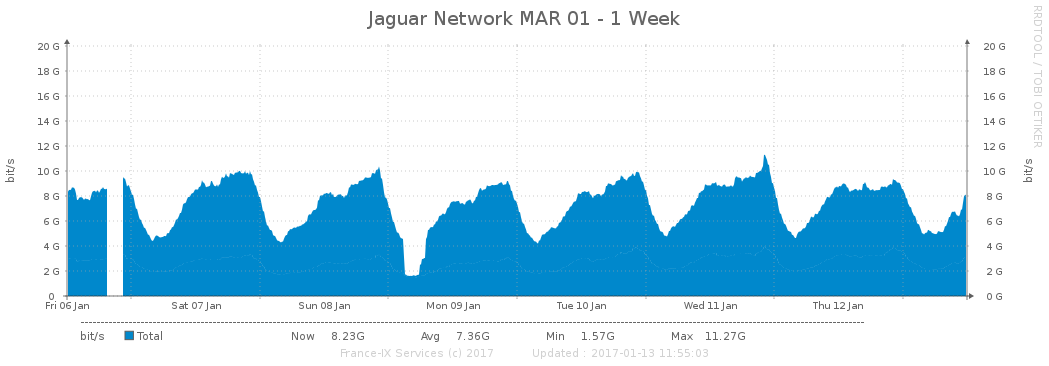 Jaguar Network MAR 01 - 1 Week
RRDTOOL / TOBI OETIKER
bit/s
bit/s
20 G 20 G
18 G 18 G
16 G 16 G
14 G 14 G
12 G 12 G
10 G 10 G
8 G 8 G
6 G 6 G
4 G 4 G
2 G 2 G
0 0 G
Fri 06 Jan Sat 07 Jan Sun 08 Jan Mon 09 Jan Tue 10 Jan Wed 11 Jan Thu 12 Jan
bit/s Total Now 8.23G Avg 7.36G Min 1.57G Max 11.27G
France-IX Services (c) 2017 Updated : 2017-01-13 11:55:03